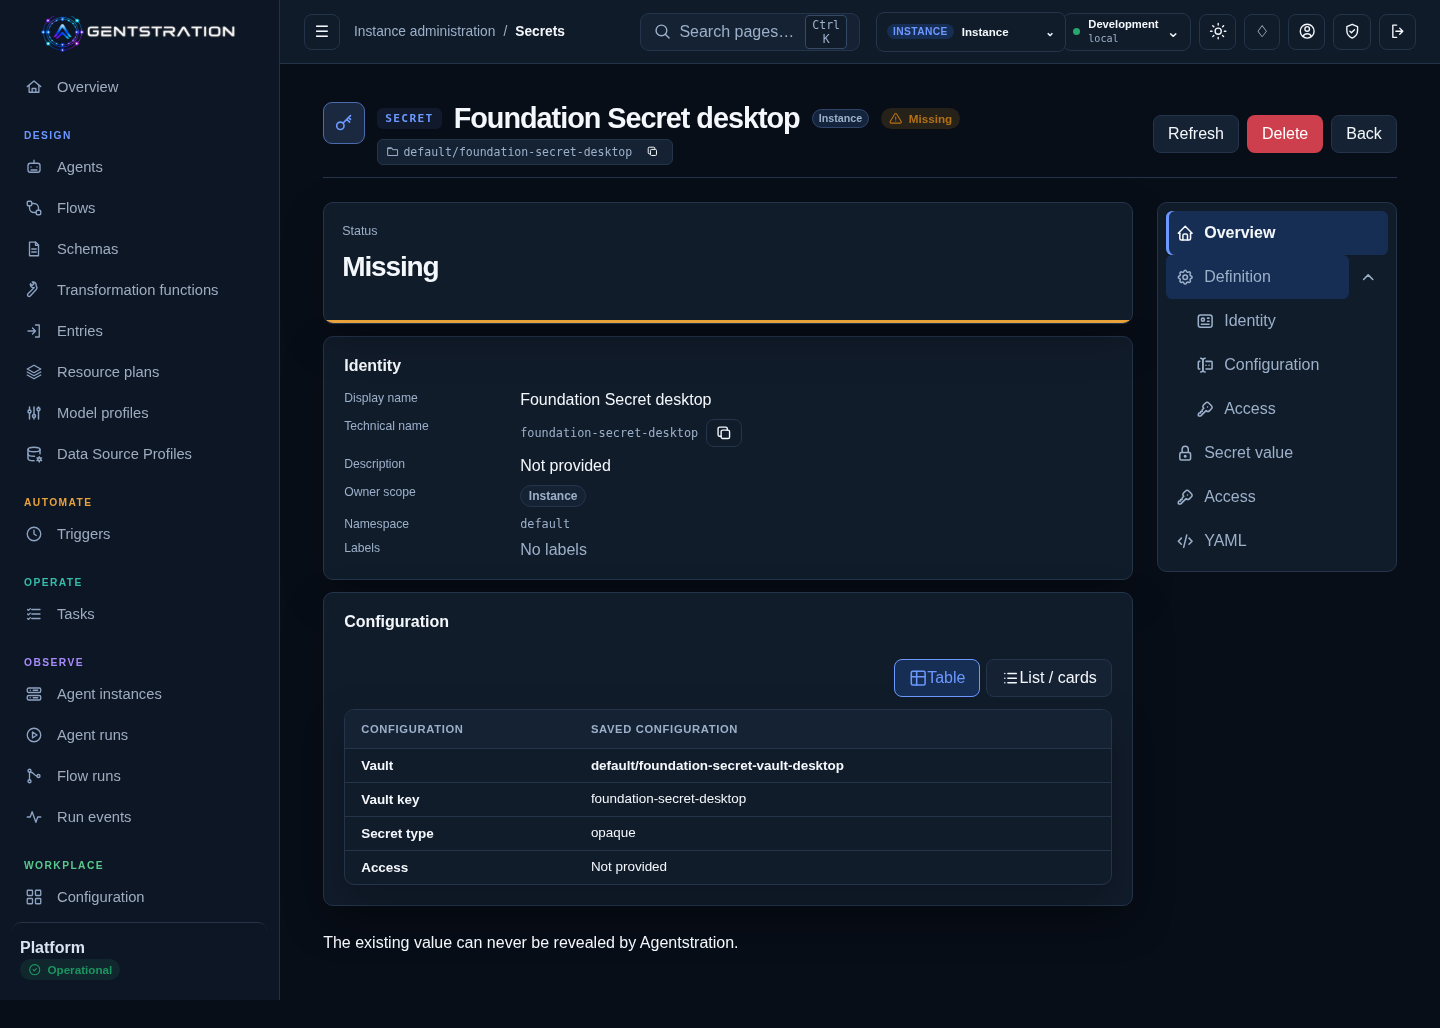 GENTSTRATION
Instance administration / Secrets
Search pages…
Ctrl K
INSTANCE Instance
Development
local
Overview
DESIGN
Agents
Flows
Schemas
Transformation functions
Entries
Resource plans
Model profiles
Data Source Profiles
AUTOMATE
Triggers
OPERATE
Tasks
OBSERVE
Agent instances
Agent runs
Flow runs
Run events
WORKPLACE
Configuration
Platform
Operational
SECRET Foundation Secret desktop Instance Missing
default/foundation-secret-desktop
Refresh
Delete
Back
Status
Missing
Identity
Display name Foundation Secret desktop
Technical name foundation-secret-desktop
Description Not provided
Owner scope Instance
Namespace default
Labels No labels
Configuration
Table
List / cards
CONFIGURATION SAVED CONFIGURATION
Vault default/foundation-secret-vault-desktop
Vault key foundation-secret-desktop
Secret type opaque
Access Not provided
The existing value can never be revealed by Agentstration.
Overview
Definition
Identity
Configuration
Access
Secret value
Access
YAML